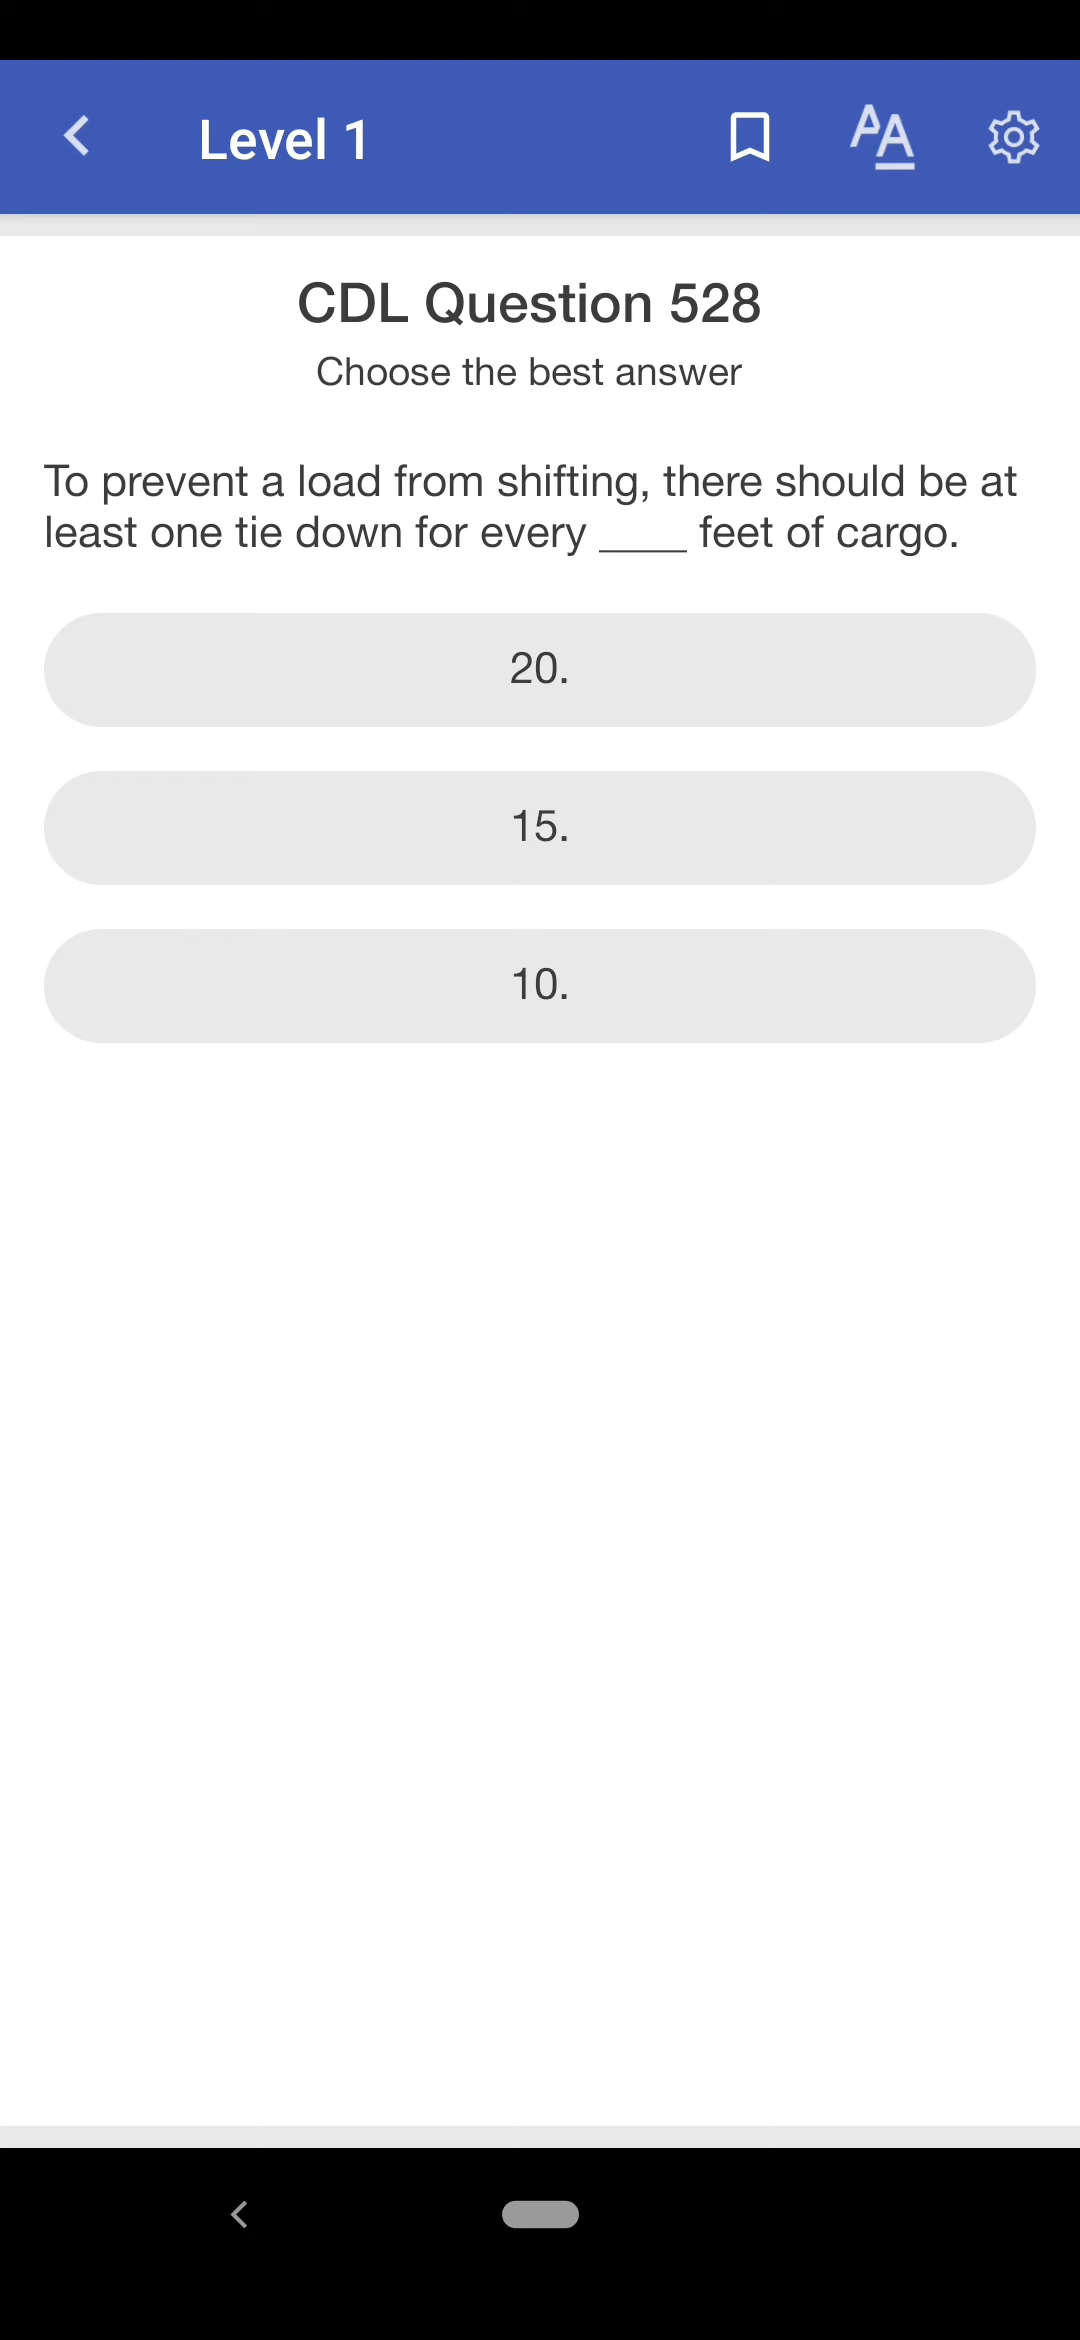 Level 1
AA
CDL Question 528
Choose the best answer
To prevent a load from shifting, there should be at
least one tie down for every ____ feet of cargo.
20.
15.
10.